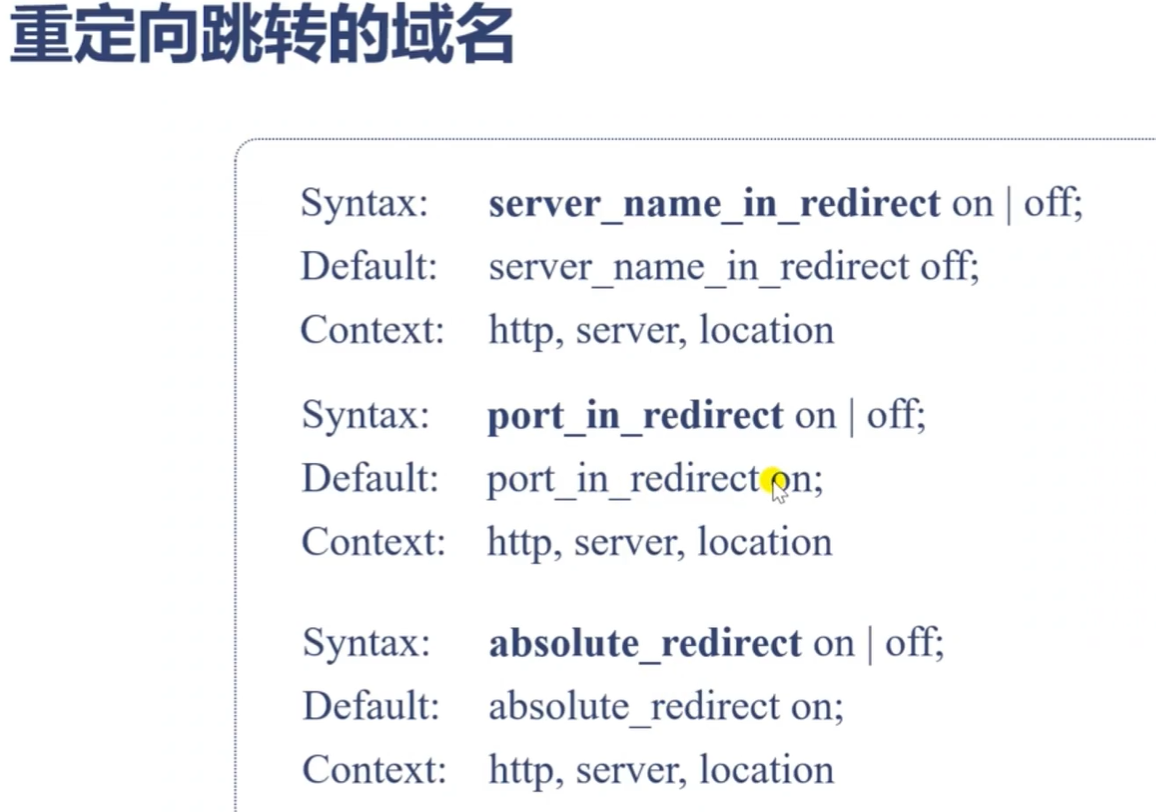 重定向跳转的域名
Syntax: server_name_in_redirect on | off;
Default: server_name_in_redirect off;
Context: http, server, location
Syntax: port_in_redirect on | off;
Default: port_in_redirect on;
Context: http, server, location
Syntax: absolute_redirect on | off;
Default: absolute_redirect on;
Context: http, server, location